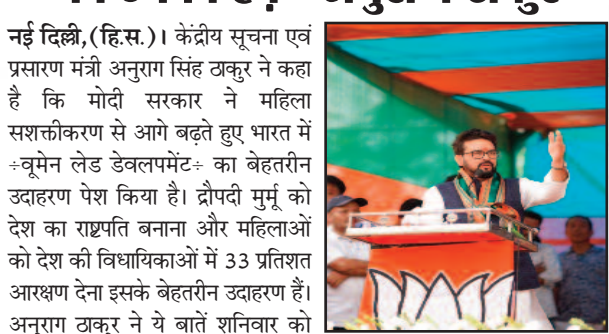 नई दिल्ली,(हि.स.)। केंद्रीय सूचना एवं
प्रसारण मंत्री अनुराग सिंह ठाकुर ने कहा
है कि मोदी सरकार ने महिला
सशक्तीकरण से आगे बढ़ते हुए भारत में
÷वूमेन लेड डेवलपमेंट÷ का बेहतरीन
उदाहरण पेश किया है। द्रौपदी मुर्मू को
देश का राष्ट्रपति बनाना और महिलाओं
को देश की विधायिकाओं में 33 प्रतिशत
आरक्षण देना इसके बेहतरीन उदाहरण हैं।
अनुराग ठाकुर ने ये बातें शनिवार को